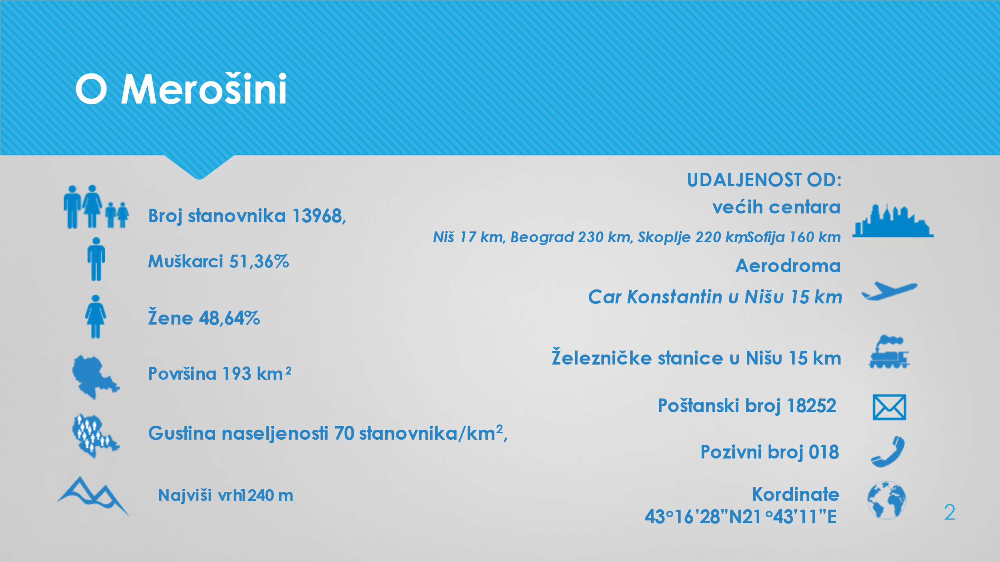 O Merošini
Broj stanovnika 13968,
Muškarci 51,36%
Žene 48,64%
Površina 193 km²
Gustina naseljenosti 70 stanovnika/km²,
Najviši vrh1240 m
UDALJENOST OD:
većih centara
Niš 17 km, Beograd 230 km, Skoplje 220 km,Sofija 160 km
Aerodroma
Car Konstantin u Nišu 15 km
Železničke stanice u Nišu 15 km
Poštanski broj 18252
Pozivni broj 018
Kordinate
43°16’28”N21°43’11”E
2